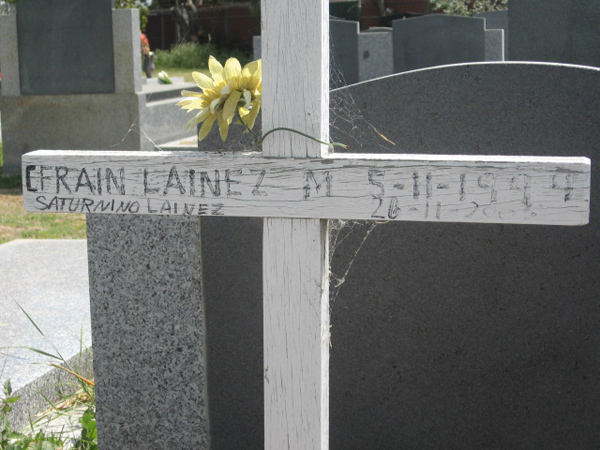 EFRAIN LAINEZ M 5-11-1999
SATURNINO LAINEZ